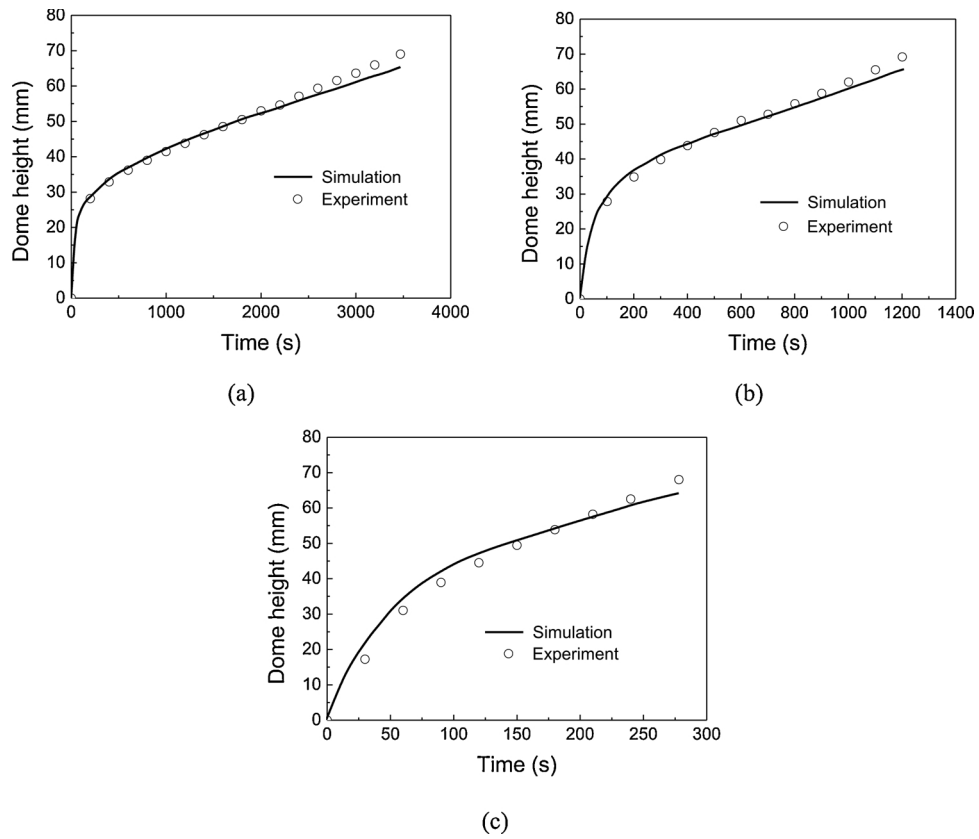 80
70
60
50
40
30
20
10
0
Dome height (mm)
Simulation
Experiment
0 1000 2000 3000 4000
Time (s)
(a)
80
70
60
50
40
30
20
10
0
Dome height (mm)
Simulation
Experiment
0 200 400 600 800 1000 1200 1400
Time (s)
(b)
80
70
60
50
40
30
20
10
0
Dome height (mm)
Simulation
Experiment
0 50 100 150 200 250 300
Time (s)
(c)